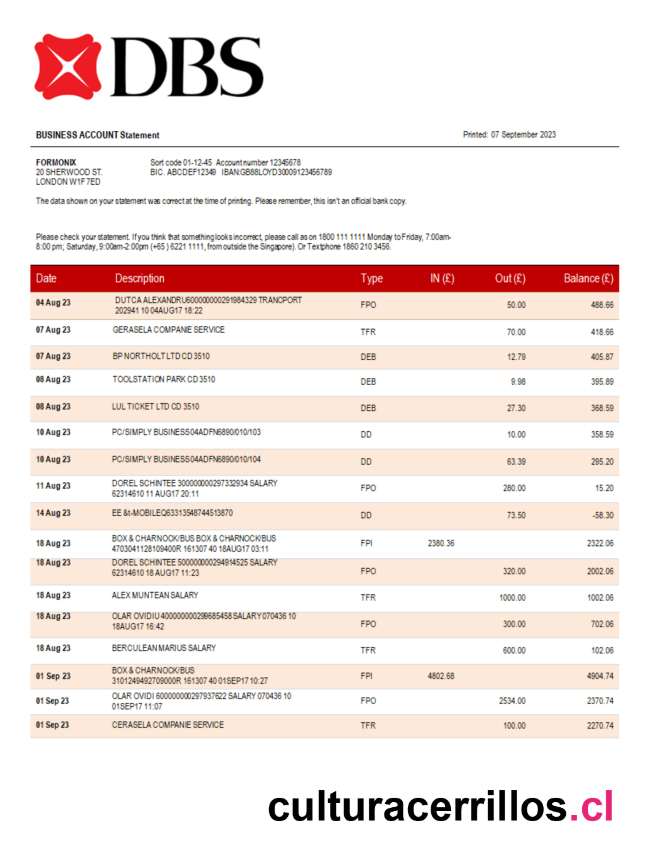 DBS
BUSINESS ACCOUNT Statement
Printed: 07 September 2023
FORMONIX
20 SHERWOOD ST.
LONDON W1F 7ED
Sort code 01-12-45 Account number 12345678
BIC. ABCDEF12349 IBAN:GB88LOYD30009123456789
The data shown on your statement was correct at the time of printing. Please remember, this isn't an official bank copy.
Please check your statement. If you think that something looks incorrect, please call as on 1800 111 1111 Monday to Friday, 7:00am-
8:00 pm; Saturday, 9:00am-2:00pm (+65 ) 6221 1111, from outside the Singapore). Or Textphone 1860 210 3456.
Date Description Type IN (£) Out (£) Balance (£)
04 Aug 23 DUTCA ALEXANDRU600000000291984329 TRANCPORT FPO 50.00 488.66
202941 10 04AUG17 18:22
07 Aug 23 GERASELA COMPANIE SERVICE TFR 70.00 418.66
07 Aug 23 BP NORTHOLT LTD CD 3510 DEB 12.79 405.87
08 Aug 23 TOOLSTATION PARK CD 3510 DEB 9.98 395.89
08 Aug 23 LUL TICKET LTD CD 3510 DEB 27.30 368.59
10 Aug 23 PC/SIMPLY BUSINESS04ADFN6890/010/103 DD 10.00 358.59
10 Aug 23 PC/SIMPLY BUSINESS04ADFN6890/010/104 DD 63.39 295.20
11 Aug 23 DOREL SCHINTEE 300000000297332934 SALARY FPO 280.00 15.20
62314610 11 AUG17 20:11
14 Aug 23 EE &t-MOBILEQ63313548744513870 DD 73.50 -58.30
18 Aug 23 BOX & CHARNOCK/BUS BOX & CHARNOCK/BUS FPI 2380.36 2322.06
4703041128109400R 161307 40 18AUG17 03:11
18 Aug 23 DOREL SCHINTEE 500000000294914525 SALARY FPO 320.00 2002.06
62314610 18 AUG17 11:23
18 Aug 23 ALEX MUNTEAN SALARY TFR 1000.00 1002.06
18 Aug 23 OLAR OVIDIU 400000000299685458 SALARY 070436 10 FPO 300.00 702.06
18AUG17 16:42
18 Aug 23 BERCULEAN MARIUS SALARY TFR 600.00 102.06
01 Sep 23 BOX & CHARNOCK/BUS FPI 4802.68 4904.74
3101249492709000R 161307 40 01SEP17 10:27
01 Sep 23 OLAR OVIDI 600000000297937622 SALARY 070436 10 FPO 2534.00 2370.74
01SEP17 11:07
01 Sep 23 CERASELA COMPANIE SERVICE TFR 100.00 2270.74
culturacerrillos.cl